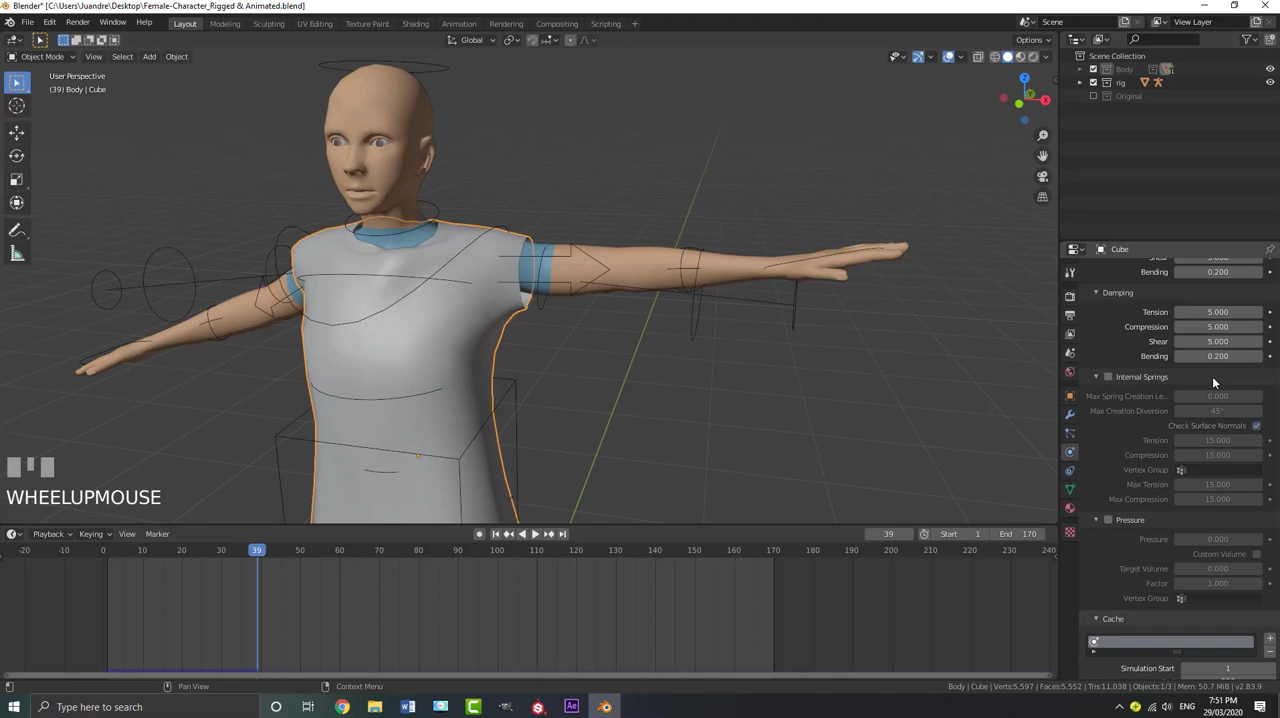 Blender* [C:\Users\Juandre\Desktop\Female-Character_Rigged & Animated.blend]
File Edit Render Window Help Layout Modeling Sculpting UV Editing Texture Paint Shading Animation Rendering Compositing Scripting + Scene View Layer
Global Options
Object Mode View Select Add Object
User Perspective
(39) Body | Cube
Z
Y
X
Scene Collection
Body
rig
Original
Cube
Bending 0.200
Damping
Tension 5.000
Compression 5.000
Shear 5.000
Bending 0.200
Internal Springs
Max Spring Creation Le... 0.000
Max Creation Diversion 45°
Check Surface Normals
Tension 15.000
Compression 15.000
Vertex Group
Max Tension 15.000
Max Compression 15.000
Pressure
Pressure 0.000
Custom Volume
Target Volume 0.000
Factor 1.000
Vertex Group
Cache
Simulation Start 1
WHEELUPMOUSE
Playback Keying View Marker 39 Start 1 End 170
-20 -10 0 10 20 30 39 50 60 70 80 90 100 110 120 130 140 150 160 170 180 190 200 210 220 230 240
Pan View Context Menu Body | Cube | Verts:5,597 | Faces:5,552 | Tris:11,038 | Objects:1/3 | Mem: 50.7 MiB | v2.83.9
Type here to search
ENG
7:51 PM
29/03/2020